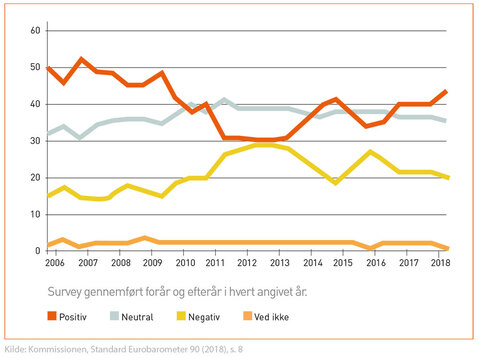 60
50
40
30
20
10
0
2006 2007 2008 2009 2010 2011 2012 2013 2014 2015 2016 2017 2018
Survey gennemført forår og efterår i hvert angivet år.
Positiv Neutral Negativ Ved ikke
Kilde: Kommissionen, Standard Eurobarometer 90 (2018), s. 8